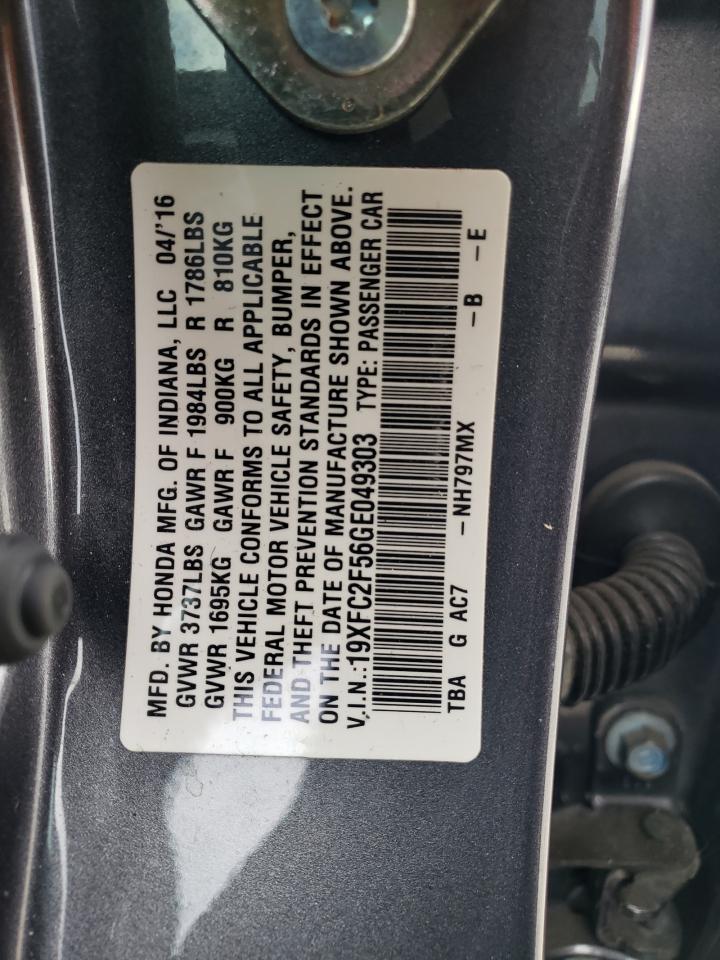 MFD. BY HONDA MFG. OF INDIANA, LLC 04/'16
GVWR 3737LBS GAWR F 1984LBS R 1786LBS
GVWR 1695KG GAWR F 900KG R 810KG
THIS VEHICLE CONFORMS TO ALL APPLICABLE
FEDERAL MOTOR VEHICLE SAFETY, BUMPER,
AND THEFT PREVENTION STANDARDS IN EFFECT
ON THE DATE OF MANUFACTURE SHOWN ABOVE.
V.I.N.:19XFC2F56GE049303 TYPE: PASSENGER CAR
TBA G AC7 -NH797MX -B -E